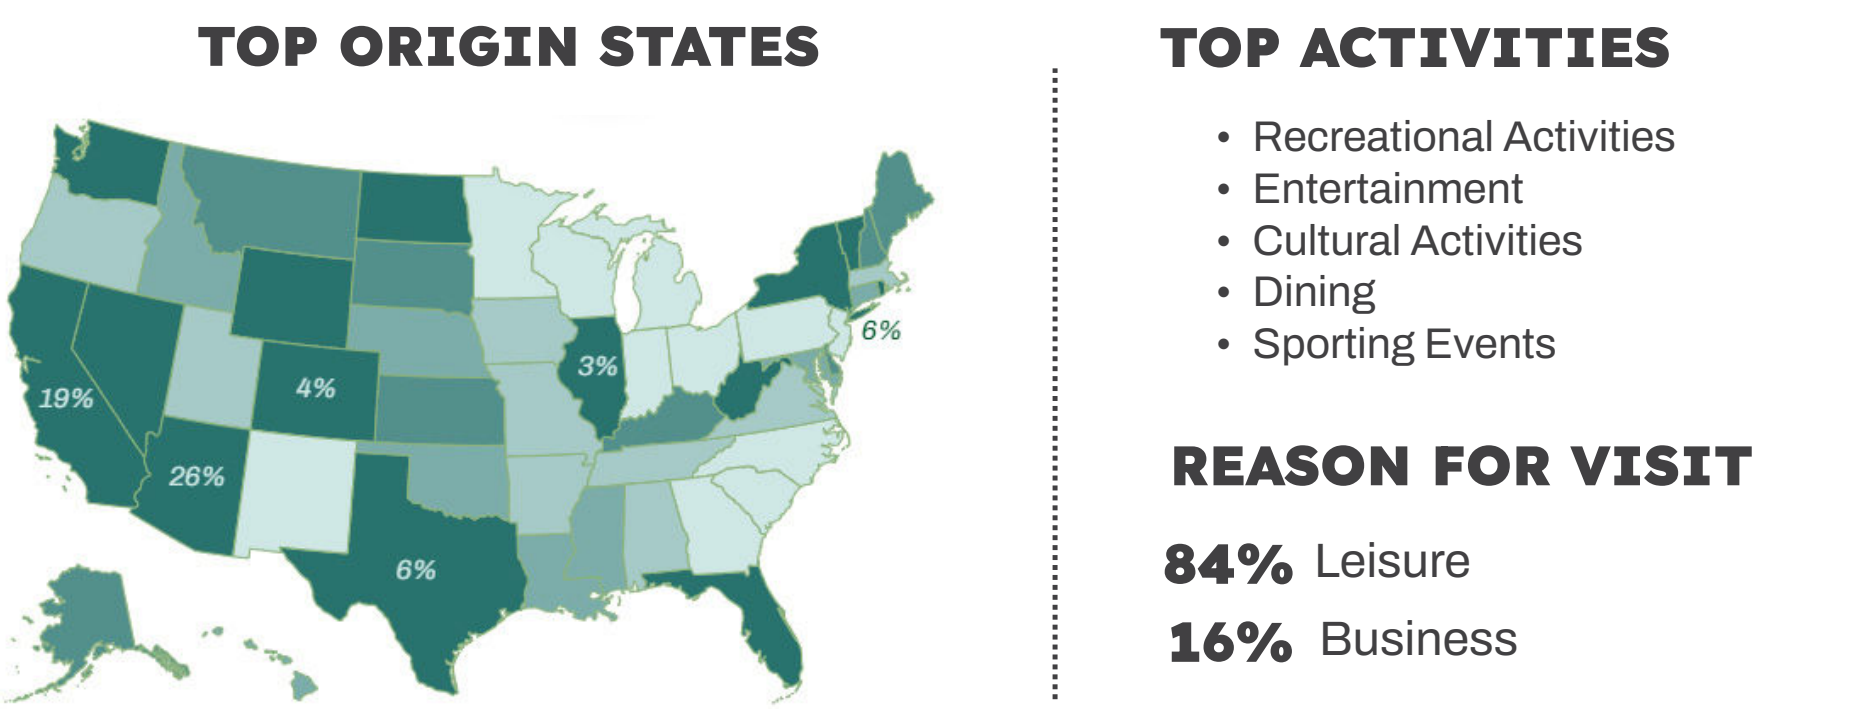 TOP ORIGIN STATES
6%
3%
4%
19%
26%
6%
TOP ACTIVITIES
• Recreational Activities
• Entertainment
• Cultural Activities
• Dining
• Sporting Events
REASON FOR VISIT
84% Leisure
16% Business